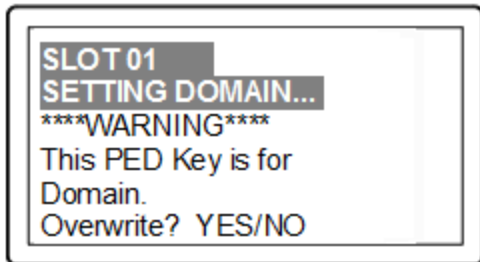 SLOT 01
SETTING DOMAIN...
****WARNING****
This PED Key is for
Domain.
Overwrite? YES/NO